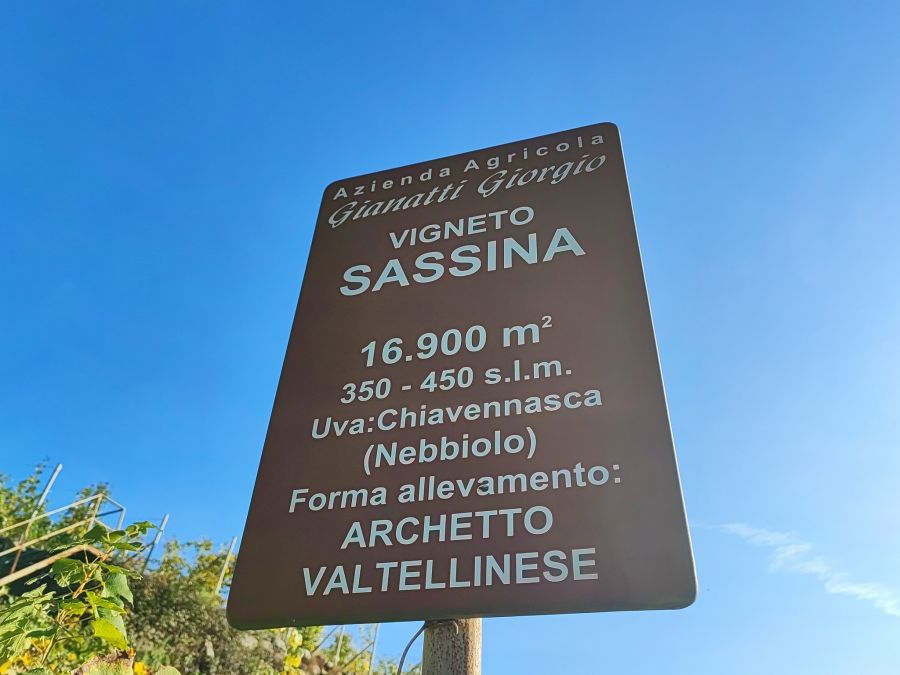 Azienda Agricola
Gianatti Giorgio
VIGNETO
SASSINA
16.900 m²
350 - 450 s.l.m.
Uva:Chiavennasca
(Nebbiolo)
Forma allevamento:
ARCHETTO
VALTELLINESE